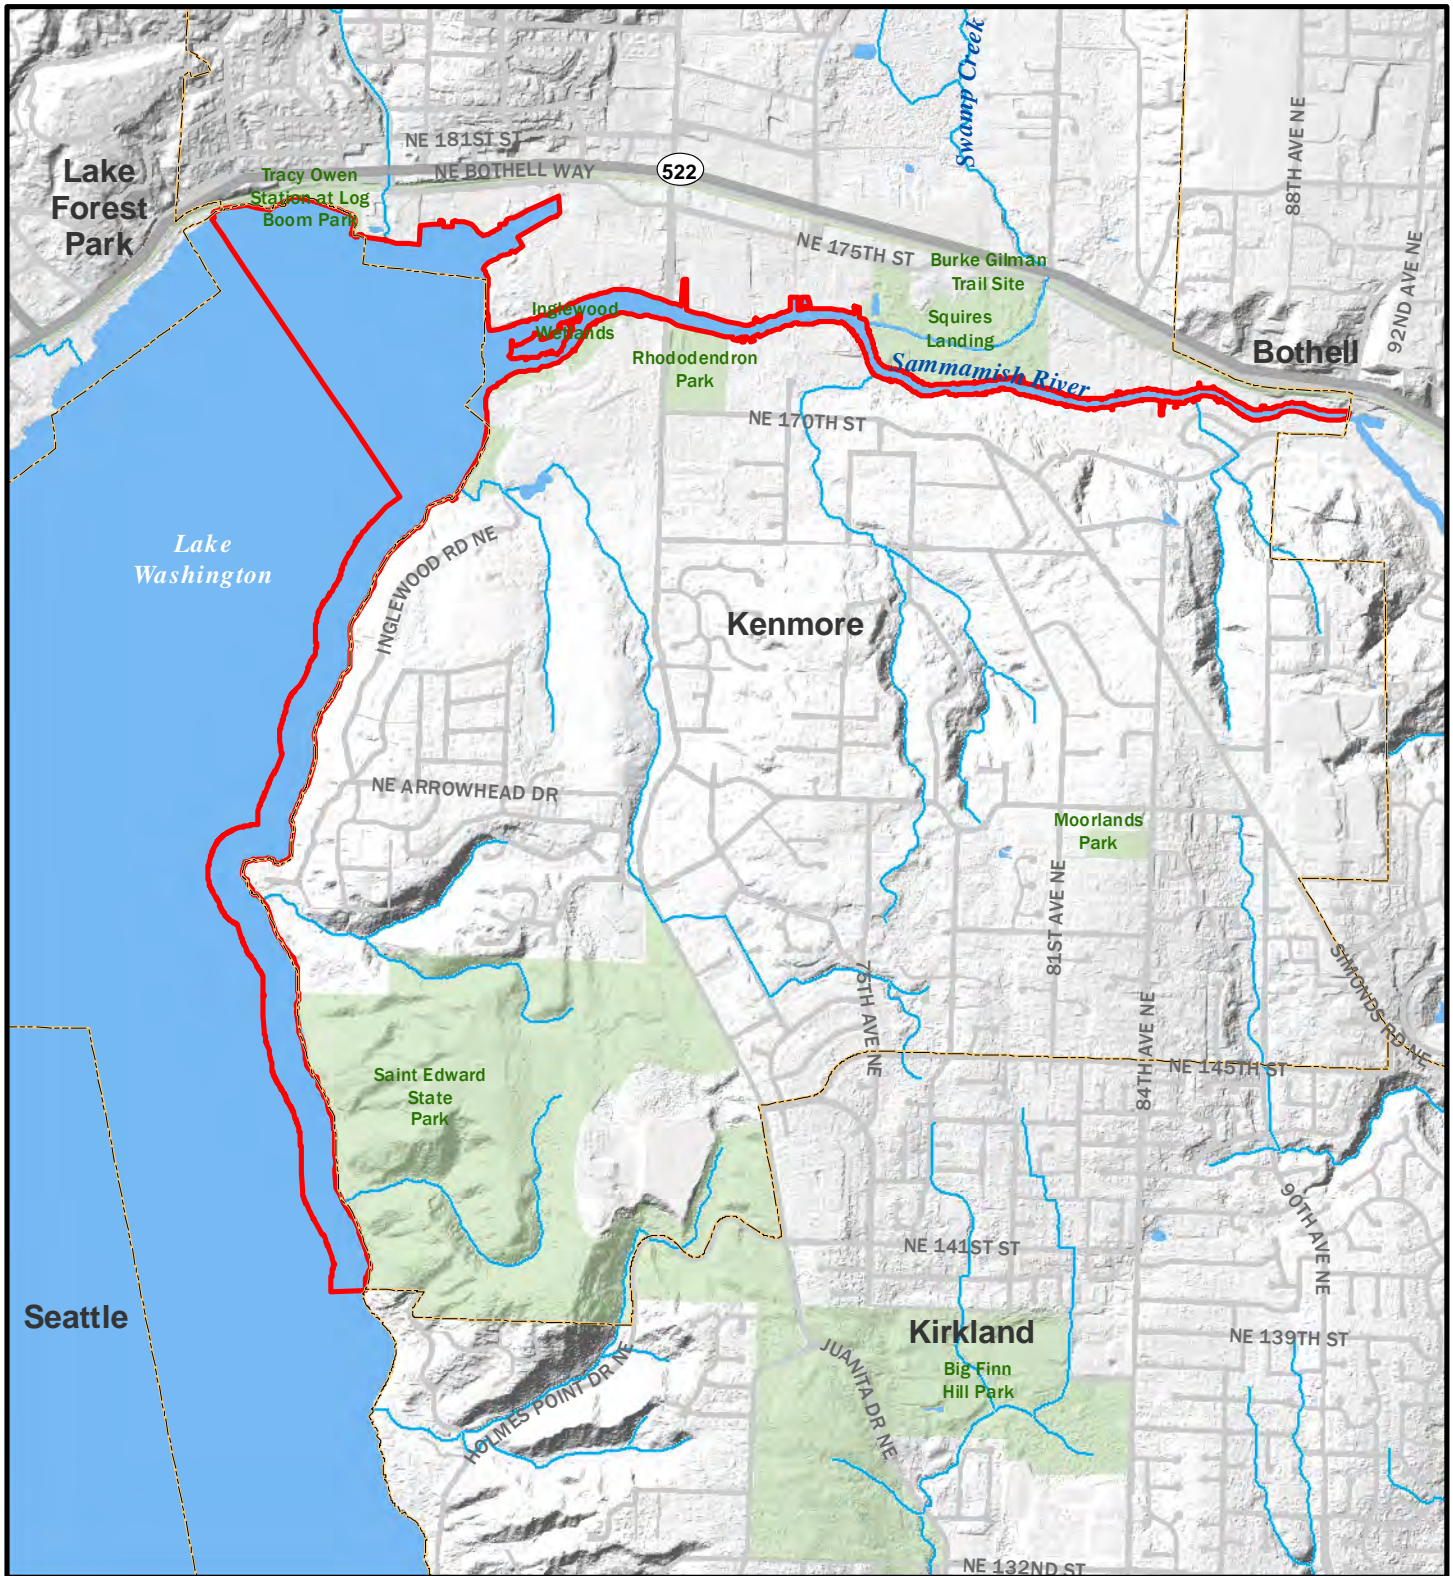 Swamp Creek
88TH AVE NE
NE 181ST ST
Lake
Forest
Park
Tracy Owen
Station at Log
Boom Park
NE BOTHELL WAY
522
92ND AVE NE
NE 175TH ST
Burke Gilman
Trail Site
Inglewood
Wetlands
Squires
Landing
Bothell
Rhododendron
Park
Sammamish River
NE 170TH ST
Lake
Washington
INGLEWOOD RD NE
Kenmore
NE ARROWHEAD DR
Moorlands
Park
81ST AVE NE
75TH AVE NE
SIMONDS RD NE
84TH AVE NE
NE 145TH ST
Saint Edward
State
Park
90TH AVE NE
NE 141ST ST
Seattle
Kirkland
NE 139TH ST
HOLMES POINT DR NE
JUANITA DR NE
Big Finn
Hill Park
NE 132ND ST